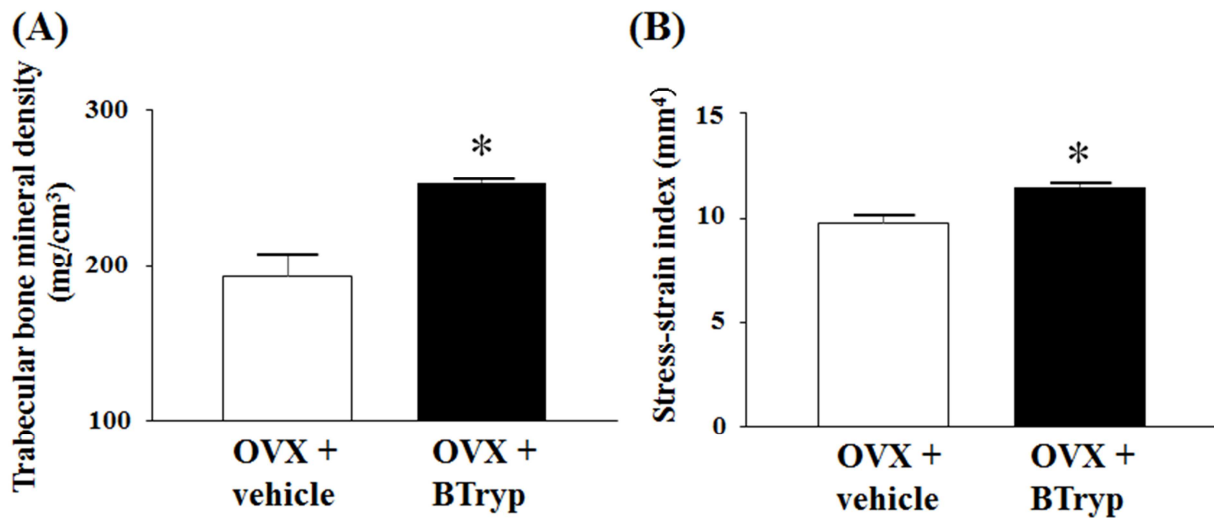 (A)
Trabecular bone mineral density
(mg/cm³)
300
200
100
*
OVX +
vehicle
OVX +
BTryp
(B)
Stress-strain index (mm⁴)
15
10
5
0
*
OVX +
vehicle
OVX +
BTryp